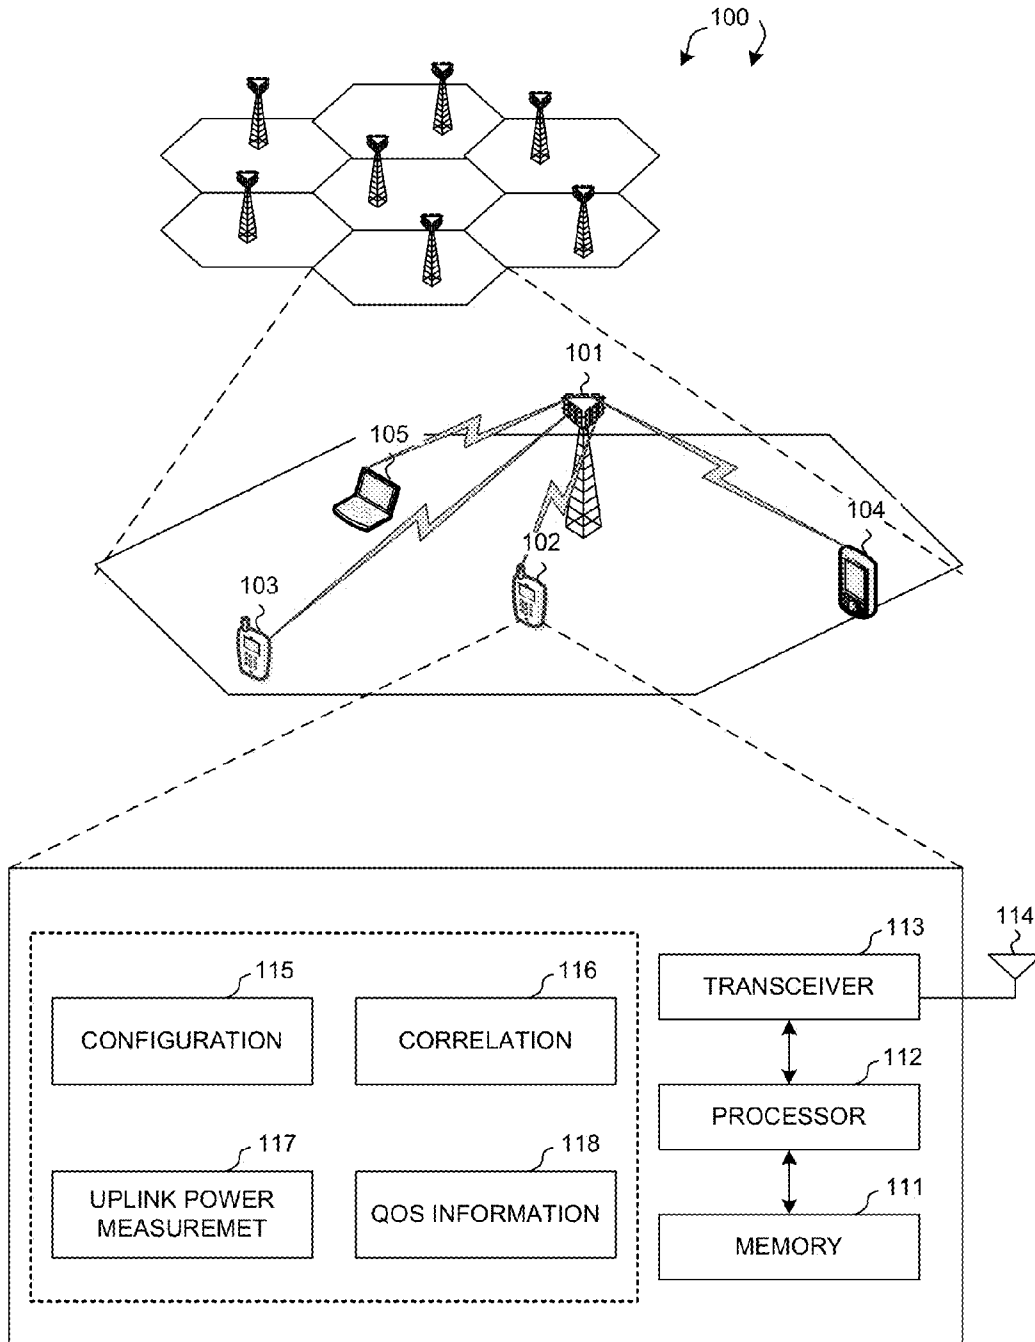 100
101
105
104
102
103
114
113
115
116
TRANSCEIVER
CONFIGURATION
CORRELATION
112
PROCESSOR
117
118
111
UPLINK POWER
MEASUREMET
QOS INFORMATION
MEMORY